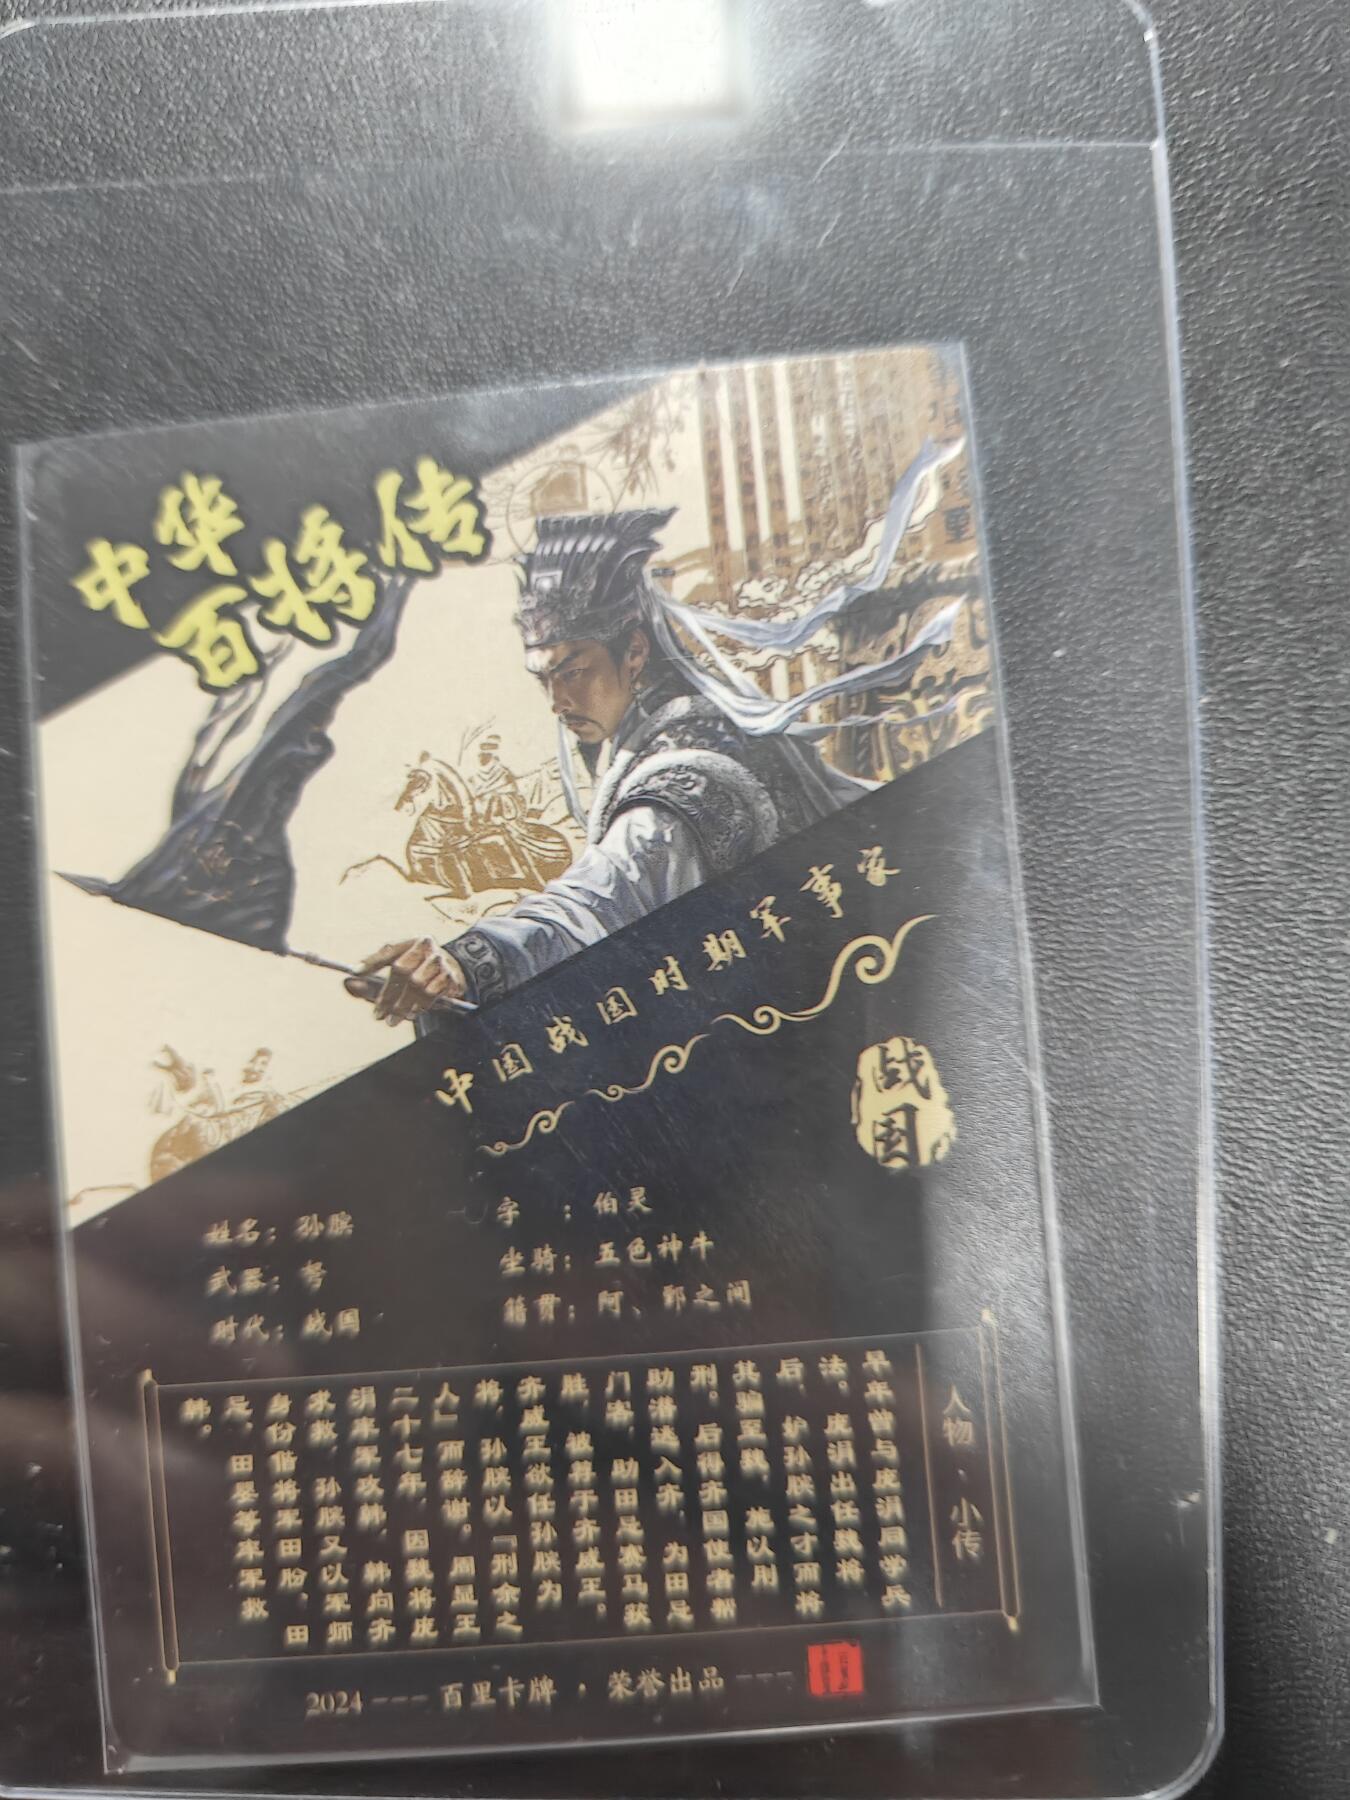 中华
百将传
中国战国时期军事家
战国
姓名：孙膑
字：伯灵
武器：弩
坐骑：五色神牛
时代：战国
籍贯：阿、鄄之间
人物·小传
早年曾与庞涓同学兵
法。庞涓出任魏将
后，妒孙膑之才而将
其骗至魏，施以刖
刑。后得齐国使者帮
助潜逃入齐，为田忌
门客，助田忌赛马获
胜，被荐于齐威王。
齐威王欲任孙膑为
将，孙膑以「刑余之
人」而辞谢。周显王
二十七年，因魏将庞
涓率军攻韩，韩向齐
求救，孙膑又以军师
身份偕将军田肦、田
忌、田婴等率军救
韩。
2024---百里卡牌·荣誉出品---